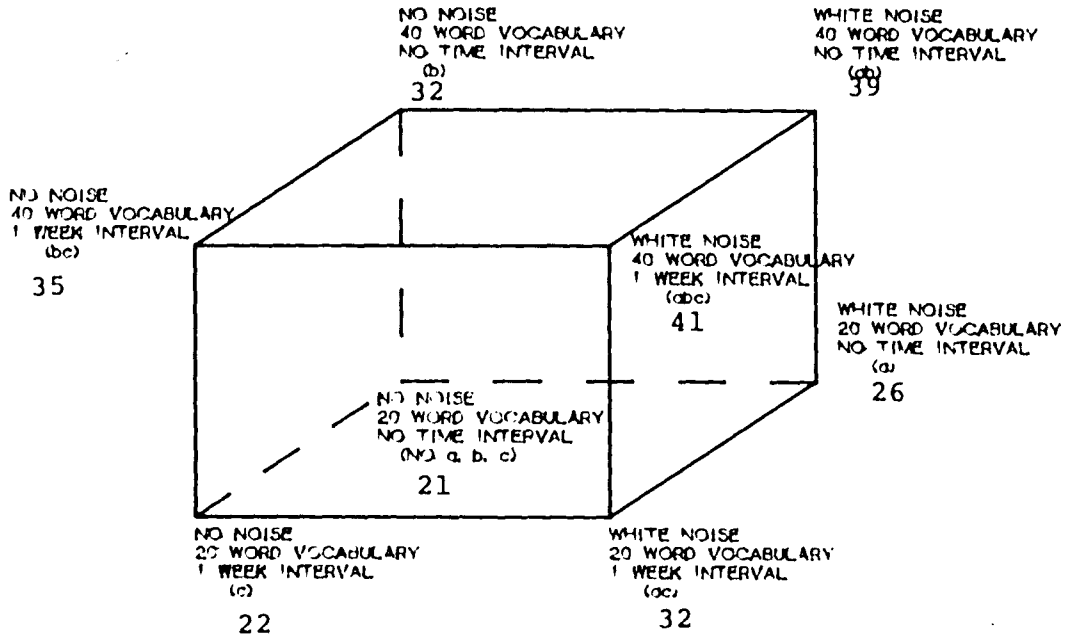 NO NOISE
40 WORD VOCABULARY
NO TIME INTERVAL
(b)
32
WHITE NOISE
40 WORD VOCABULARY
NO TIME INTERVAL
(ab)
39
NO NOISE
40 WORD VOCABULARY
1 WEEK INTERVAL
(bc)
35
WHITE NOISE
40 WORD VOCABULARY
1 WEEK INTERVAL
(abc)
41
WHITE NOISE
20 WORD VOCABULARY
NO TIME INTERVAL
(a)
26
NO NOISE
20 WORD VOCABULARY
NO TIME INTERVAL
(NO a, b, c)
21
NO NOISE
20 WORD VOCABULARY
1 WEEK INTERVAL
(c)
22
WHITE NOISE
20 WORD VOCABULARY
1 WEEK INTERVAL
(ac)
32